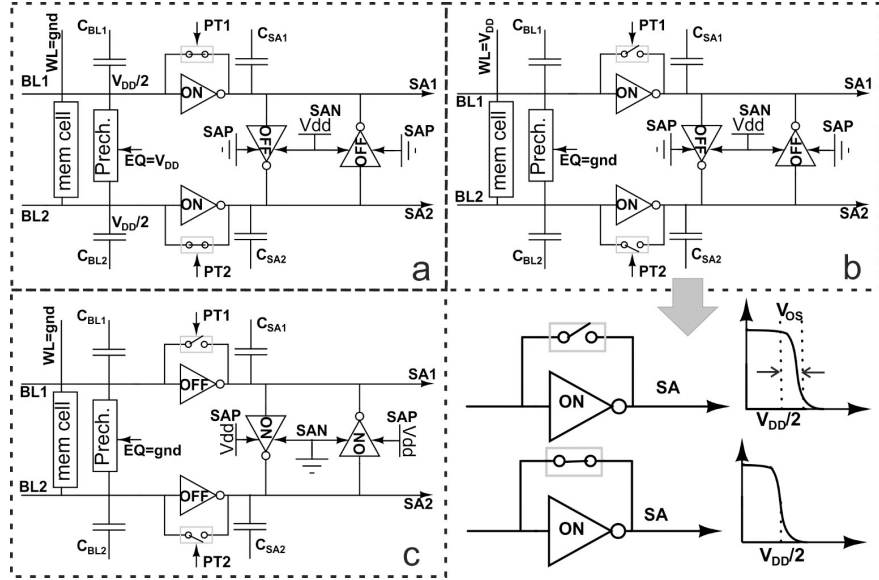 WL=gnd
C_BL1
PT1
C_SA1
BL1
V_DD/2
ON
SA1
mem cell
Prech.
EQ=V_DD
SAP
OFF
SAN
Vdd
OFF
SAP
BL2
V_DD/2
ON
SA2
C_BL2
PT2
C_SA2
a
WL=V_DD
C_BL1
PT1
C_SA1
BL1
ON
SA1
mem cell
Prech.
EQ=gnd
SAP
OFF
SAN
Vdd
OFF
SAP
BL2
ON
SA2
C_BL2
PT2
C_SA2
b
WL=gnd
C_BL1
PT1
C_SA1
BL1
OFF
SA1
mem cell
Prech.
EQ=gnd
SAP
Vdd
ON
SAN
ON
SAP
Vdd
BL2
OFF
SA2
C_BL2
PT2
C_SA2
c
ON
SA
V_OS
V_DD/2
ON
SA
V_DD/2